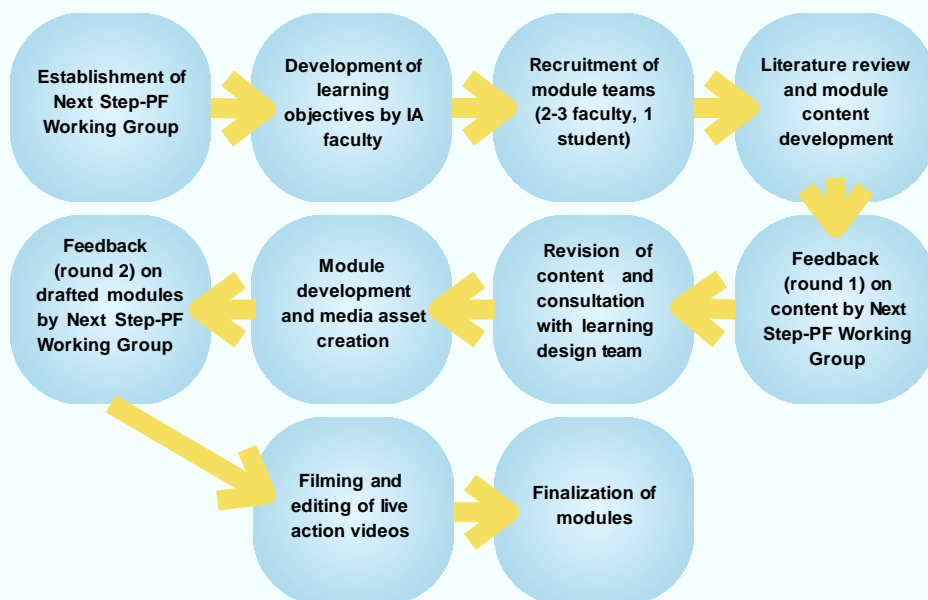 Establishment of
Next Step-PF
Working Group
Development of
learning
objectives by IA
faculty
Recruitment of
module teams
(2-3 faculty, 1
student)
Literature review
and module
content
development
Feedback
(round 1) on
content by Next
Step-PF Working
Group
Revision of
content and
consultation
with learning
design team
Module
development
and media asset
creation
Feedback
(round 2) on
drafted modules
by Next Step-PF
Working Group
Filming and
editing of live
action videos
Finalization of
modules